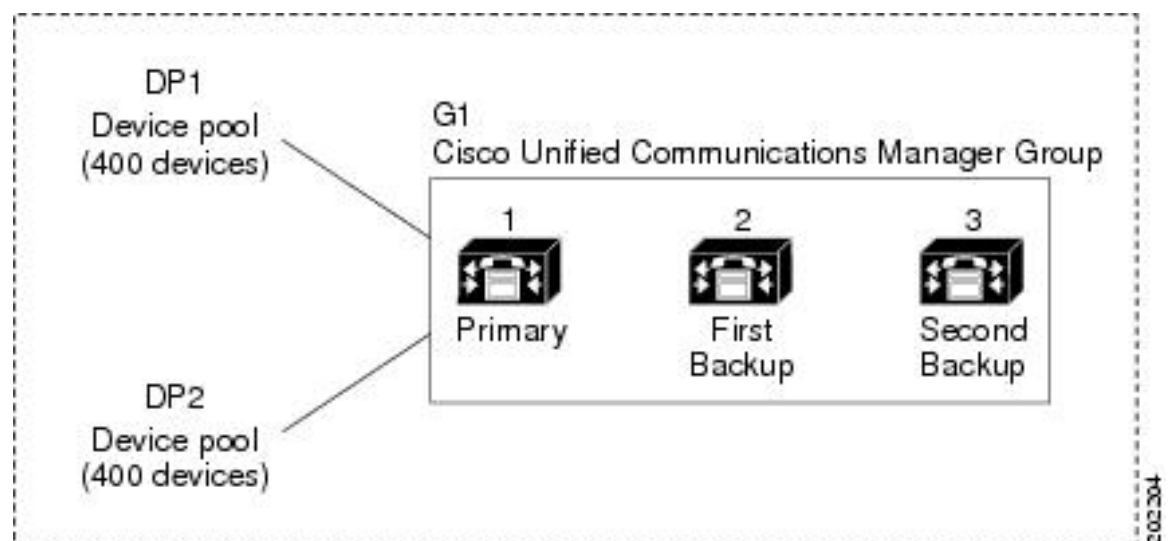 DP1
Device pool
(400 devices)
G1
Cisco Unified Communications Manager Group
1
Primary
2
First
Backup
3
Second
Backup
DP2
Device pool
(400 devices)
202204